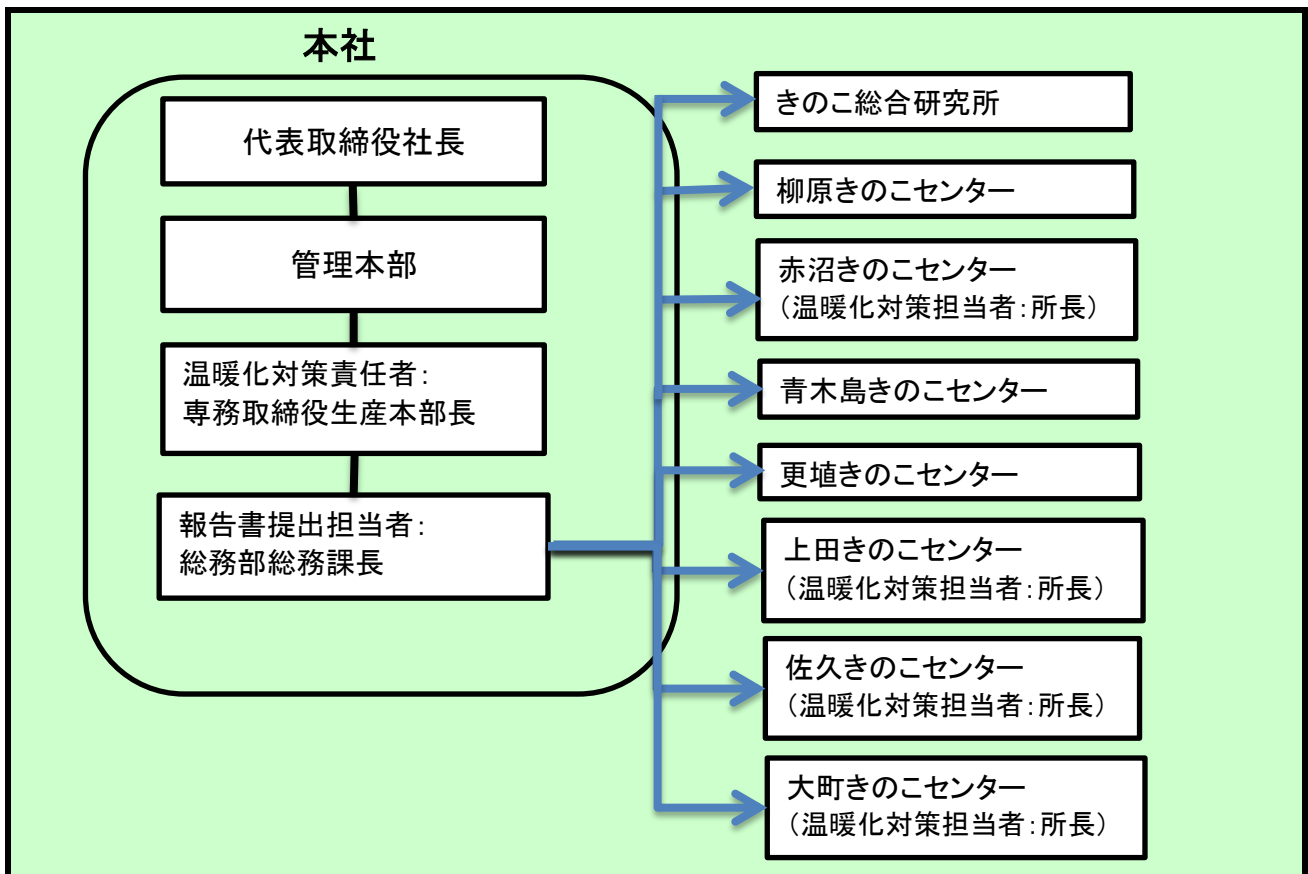 本社
代表取締役社長
管理本部
温暖化対策責任者：
専務取締役生産本部長
報告書提出担当者：
総務部総務課長
きのこ総合研究所
柳原きのこセンター
赤沼きのこセンター
（温暖化対策担当者：所長）
青木島きのこセンター
更埴きのこセンター
上田きのこセンター
（温暖化対策担当者：所長）
佐久きのこセンター
（温暖化対策担当者：所長）
大町きのこセンター
（温暖化対策担当者：所長）